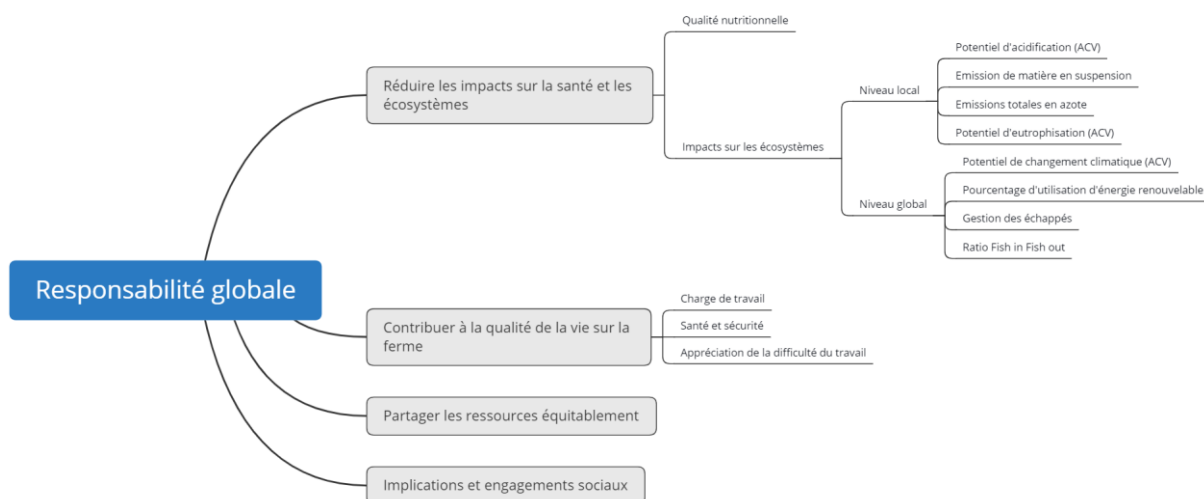 Responsabilité globale
Réduire les impacts sur la santé et les
écosystèmes
Qualité nutritionnelle
Impacts sur les écosystèmes
Niveau local
Potentiel d'acidification (ACV)
Emission de matière en suspension
Emissions totales en azote
Potentiel d'eutrophisation (ACV)
Niveau global
Potentiel de changement climatique (ACV)
Pourcentage d'utilisation d'énergie renouvelable
Gestion des échappés
Ratio Fish in Fish out
Contribuer à la qualité de la vie sur la
ferme
Charge de travail
Santé et sécurité
Appréciation de la difficulté du travail
Partager les ressources équitablement
Implications et engagements sociaux